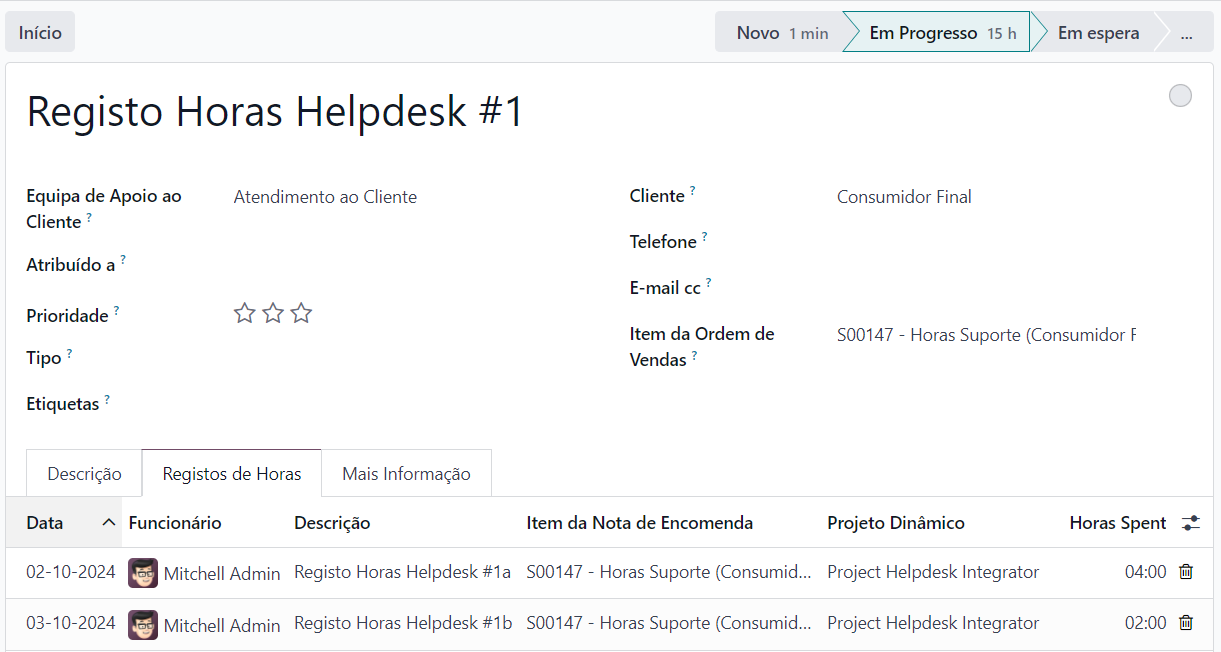 Início
Novo 1 min Em Progresso 15 h Em espera ...
Registo Horas Helpdesk #1
Equipa de Apoio ao Cliente ? Atendimento ao Cliente
Atribuído a ?
Prioridade ?
Tipo ?
Etiquetas ?
Cliente ? Consumidor Final
Telefone ?
E-mail cc ?
Item da Ordem de Vendas ? S00147 - Horas Suporte (Consumidor F
Descrição Registos de Horas Mais Informação
Data Funcionário Descrição Item da Nota de Encomenda Projeto Dinâmico Horas Spent
02-10-2024 Mitchell Admin Registo Horas Helpdesk #1a S00147 - Horas Suporte (Consumid... Project Helpdesk Integrator 04:00
03-10-2024 Mitchell Admin Registo Horas Helpdesk #1b S00147 - Horas Suporte (Consumid... Project Helpdesk Integrator 02:00